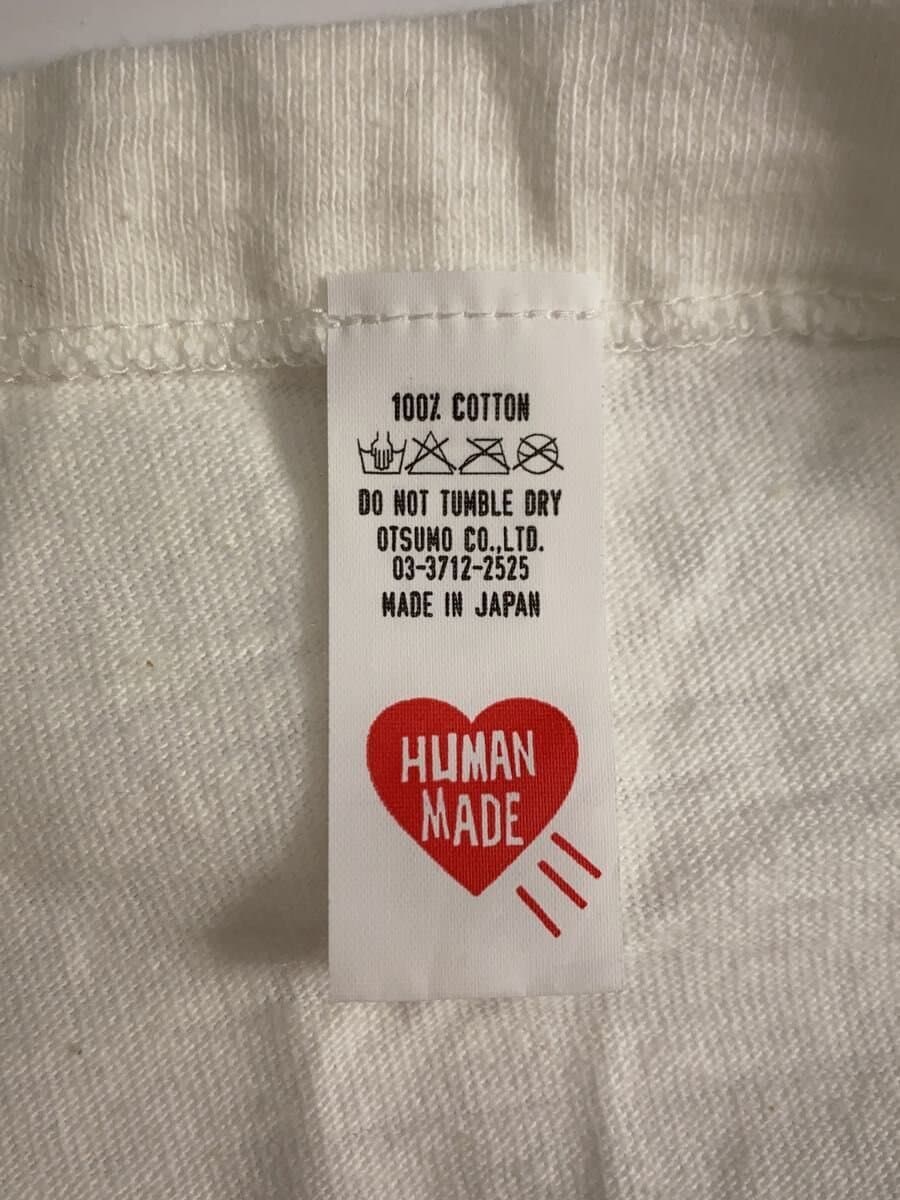 100% COTTON
DO NOT TUMBLE DRY
OTSUMO CO.,LTD.
03-3712-2525
MADE IN JAPAN
HUMAN
MADE